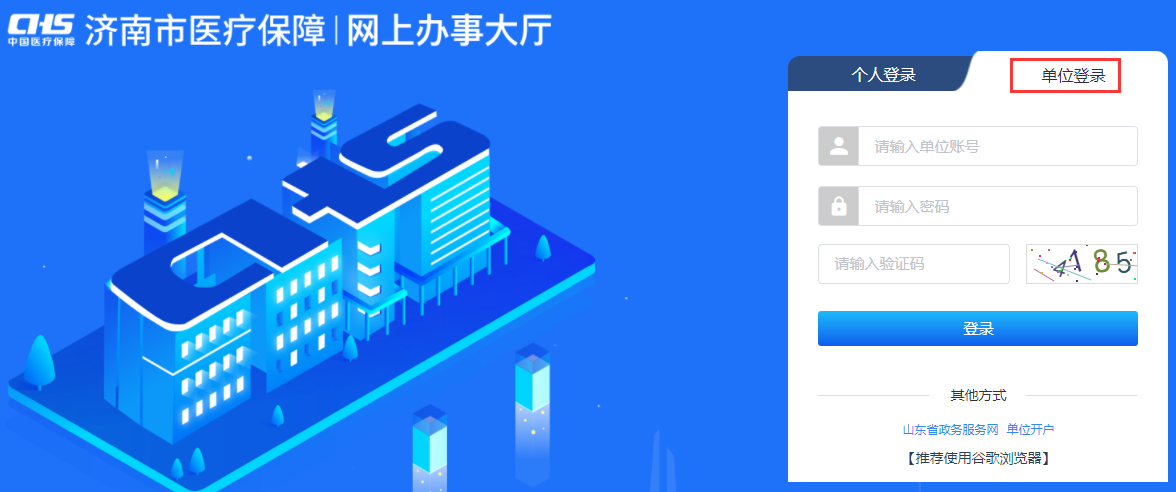 CHS 济南市医疗保障|网上办事大厅
中国医疗保障
个人登录 单位登录
请输入单位账号
请输入密码
请输入验证码 4185
登录
其他方式
山东省政务服务网 单位开户
【推荐使用谷歌浏览器】